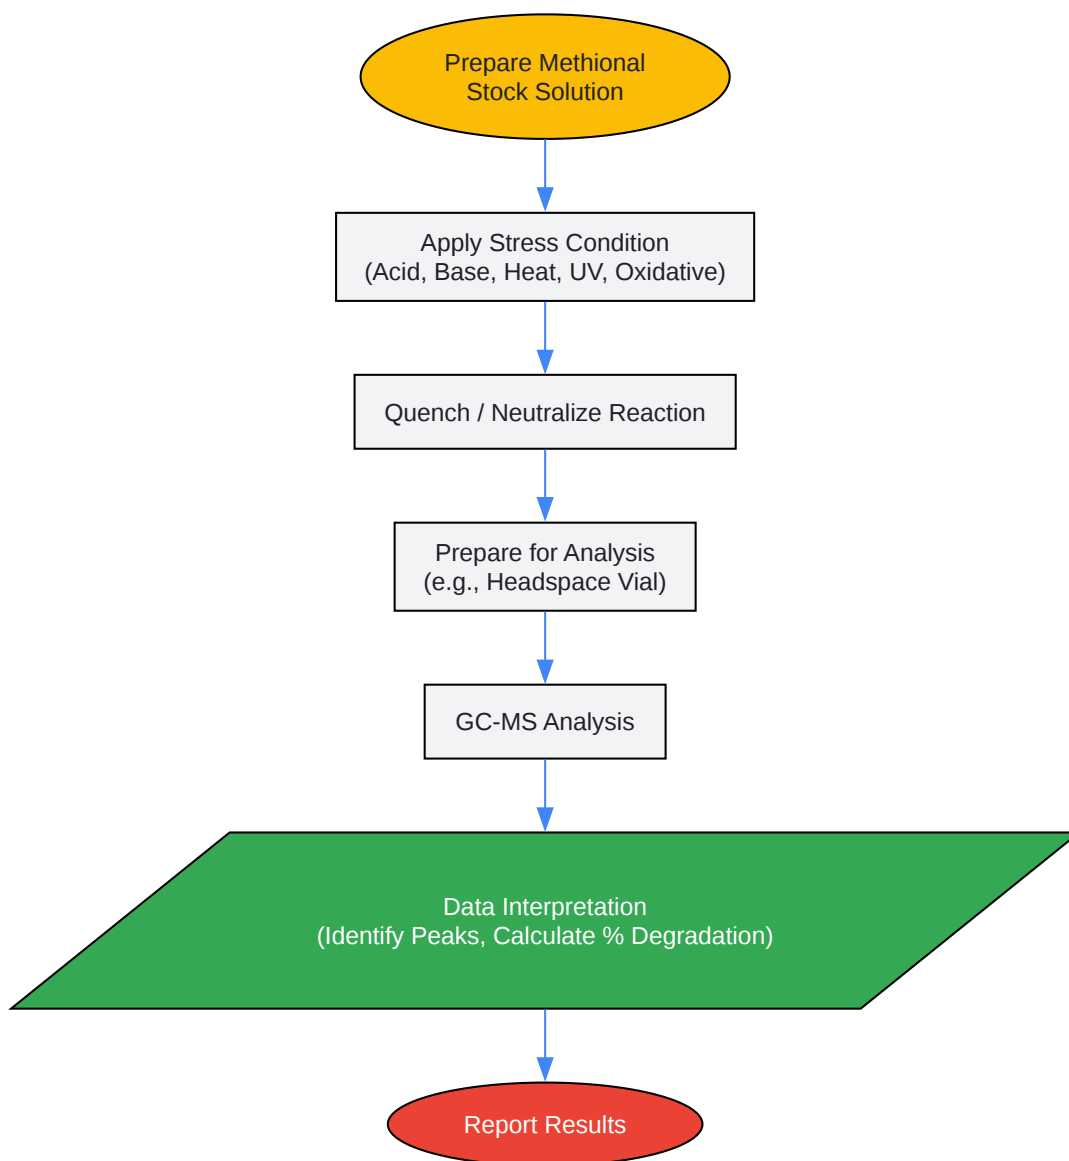 Prepare Methional
Stock Solution
Apply Stress Condition
(Acid, Base, Heat, UV, Oxidative)
Quench / Neutralize Reaction
Prepare for Analysis
(e.g., Headspace Vial)
GC-MS Analysis
Data Interpretation
(Identify Peaks, Calculate % Degradation)
Report Results